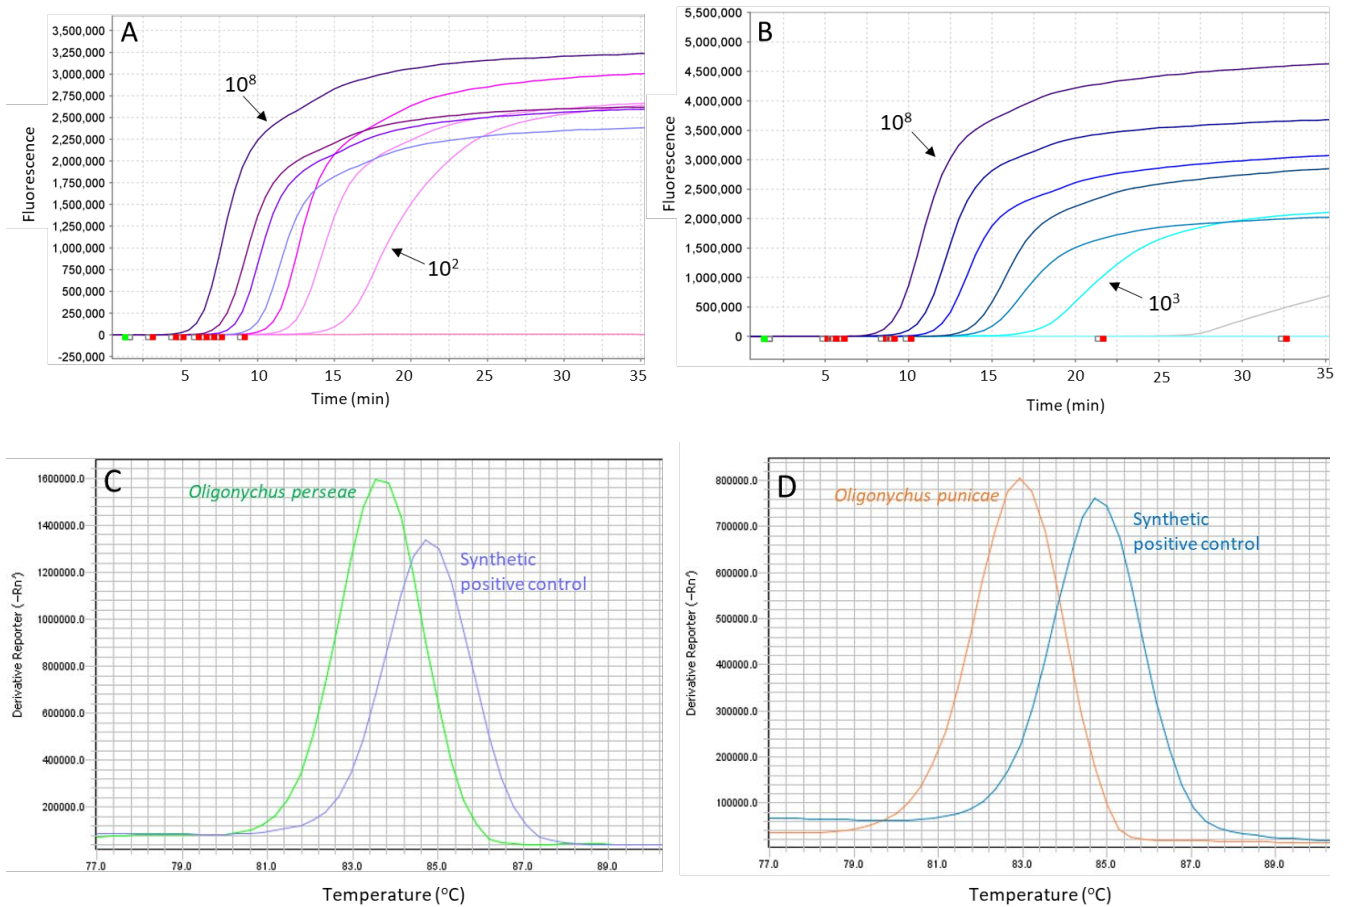 A
3,500,000
3,250,000
3,000,000
2,750,000
2,500,000
2,250,000
2,000,000
1,750,000
1,500,000
1,250,000
1,000,000
750,000
500,000
250,000
0
-250,000
Fluorescence
10⁸
10²
5 10 15 20 25 30 35
Time (min)
B
5,500,000
5,000,000
4,500,000
4,000,000
3,500,000
3,000,000
2,500,000
2,000,000
1,500,000
1,000,000
500,000
0
Fluorescence
10⁸
10³
5 10 15 20 25 30 35
Time (min)
C
1600000.0
1400000.0
1200000.0
1000000.0
800000.0
600000.0
400000.0
200000.0
Derivative Reporter (–Rn')
Oligonychus perseae
Synthetic
positive control
77.0 79.0 81.0 83.0 85.0 87.0 89.0
Temperature (°C)
D
800000.0
700000.0
600000.0
500000.0
400000.0
300000.0
200000.0
100000.0
Derivative Reporter (–Rn')
Oligonychus punicae
Synthetic
positive control
77.0 79.0 81.0 83.0 85.0 87.0 89.0
Temperature (°C)